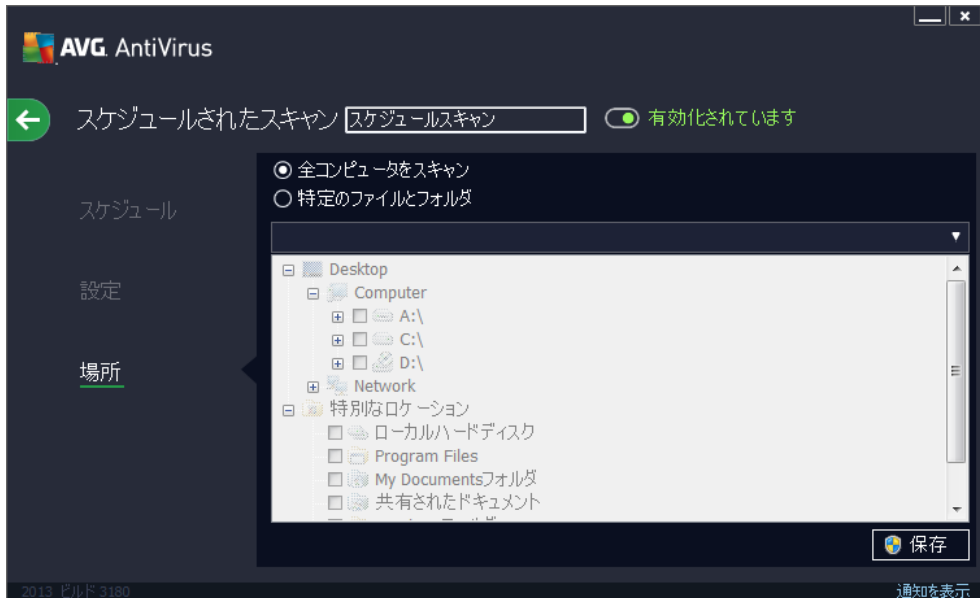 AVG. AntiVirus
スケジュールされたスキャン スケジュールスキャン 有効化されています
スケジュール
設定
場所
全コンピュータをスキャン
特定のファイルとフォルダ
Desktop
Computer
A:\
C:\
D:\
Network
特別なロケーション
ローカルハードディスク
Program Files
My Documentsフォルダ
共有されたドキュメント
保存
2013 ビルド 3180
通知を表示